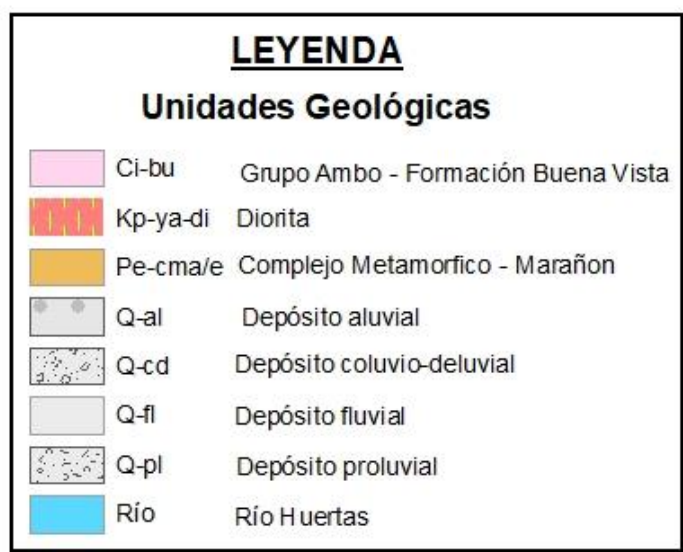 LEYENDA
Unidades Geológicas
Ci-bu Grupo Ambo - Formación Buena Vista
Kp-ya-di Diorita
Pe-cma/e Complejo Metamorfico - Marañon
Q-al Depósito aluvial
Q-cd Depósito coluvio-deluvial
Q-fl Depósito fluvial
Q-pl Depósito proluvial
Río Río Huertas